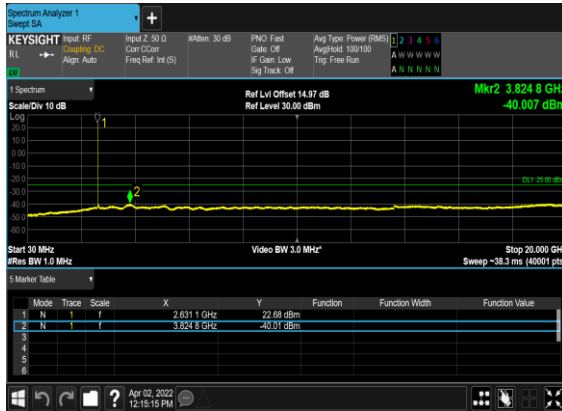 Spectrum Analyzer 1
Swept SA
+
KEYSIGHT Input: RF Input Z: 50 Ω #Atten: 30 dB PNO: Fast Avg Type: Power (RMS) 1 2 3 4 5 6
RL Coupling: DC Corr CCorr Gate: Off Avg|Hold: 100/100 A W W W W W
Align: Auto Freq Ref: Int (S) IF Gain: Low Trig: Free Run
Sig Track: Off A N N N N N
1 Spectrum Ref Lvl Offset 14.97 dB Mkr2 3.824 8 GHz
Scale/Div 10 dB Ref Level 30.00 dBm -40.007 dBm
Log
1
20.0
10.0
0.00
-10.0
-20.0 DL1 -25.00 dBm
-30.0 2
-40.0
-50.0
-60.0
Start 30 MHz Video BW 3.0 MHz* Stop 20.000 GHz
#Res BW 1.0 MHz Sweep ~38.3 ms (40001 pts)
5 Marker Table
Mode Trace Scale X Y Function Function Width Function Value
1 N 1 f 2.631 1 GHz 22.68 dBm
2 N 1 f 3.824 8 GHz -40.01 dBm
3
4
5
6
? Apr 02, 2022
12:15:15 PM